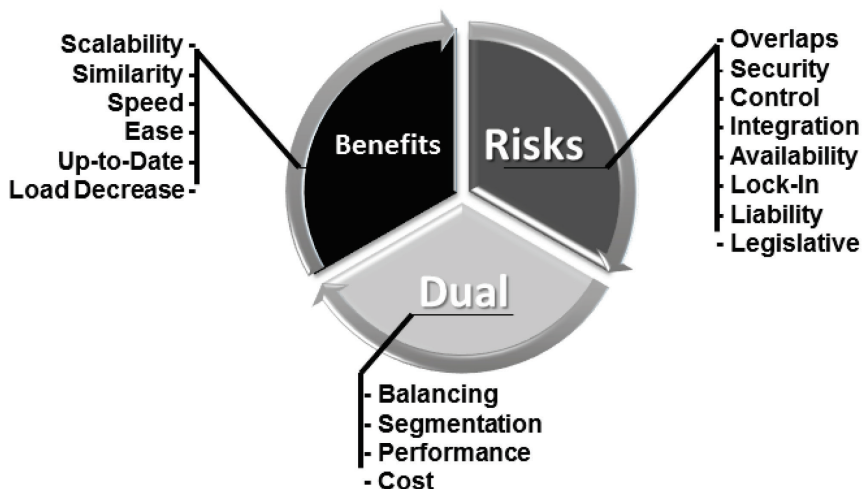 Scalability -
Similarity -
Speed -
Ease -
Up-to-Date -
Load Decrease -
Benefits
Risks
- Overlaps
- Security
- Control
- Integration
- Availability
- Lock-In
- Liability
- Legislative
Dual
- Balancing
- Segmentation
- Performance
- Cost